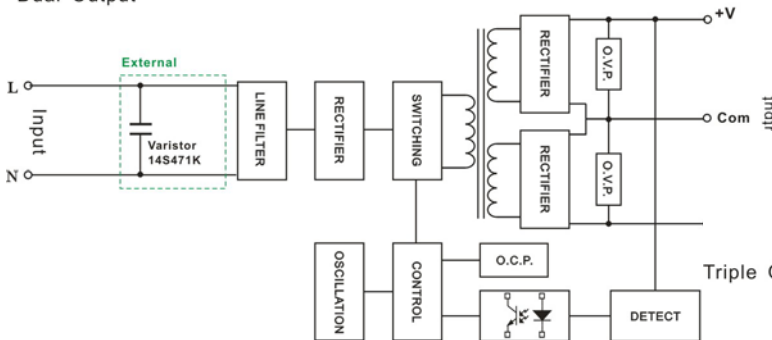 Dual Output
+V
External
L
Input
N
Varistor
14S471K
LINE FILTER
RECTIFIER
SWITCHING
RECTIFIER
RECTIFIER
O.V.P.
O.V.P.
Com
OSCILLATION
CONTROL
O.C.P.
DETECT
Triple